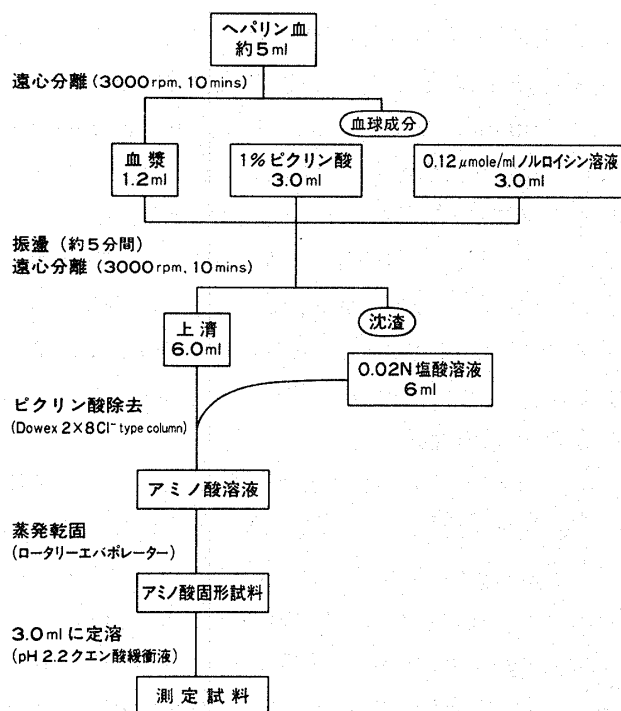 ヘパリン血
約5ml
遠心分離(3000rpm, 10mins)
血球成分
血漿
1.2ml
1%ピクリン酸
3.0ml
0.12μmole/mlノルロイシン溶液
3.0ml
振盪(約5分間)
遠心分離(3000rpm, 10mins)
上清
6.0ml
沈渣
0.02N塩酸溶液
6ml
ピクリン酸除去
(Dowex 2×8Cl⁻ type column)
アミノ酸溶液
蒸発乾固
(ロータリーエバポレーター)
アミノ酸固形試料
3.0mlに定溶
(pH 2.2クエン酸緩衝液)
測定試料